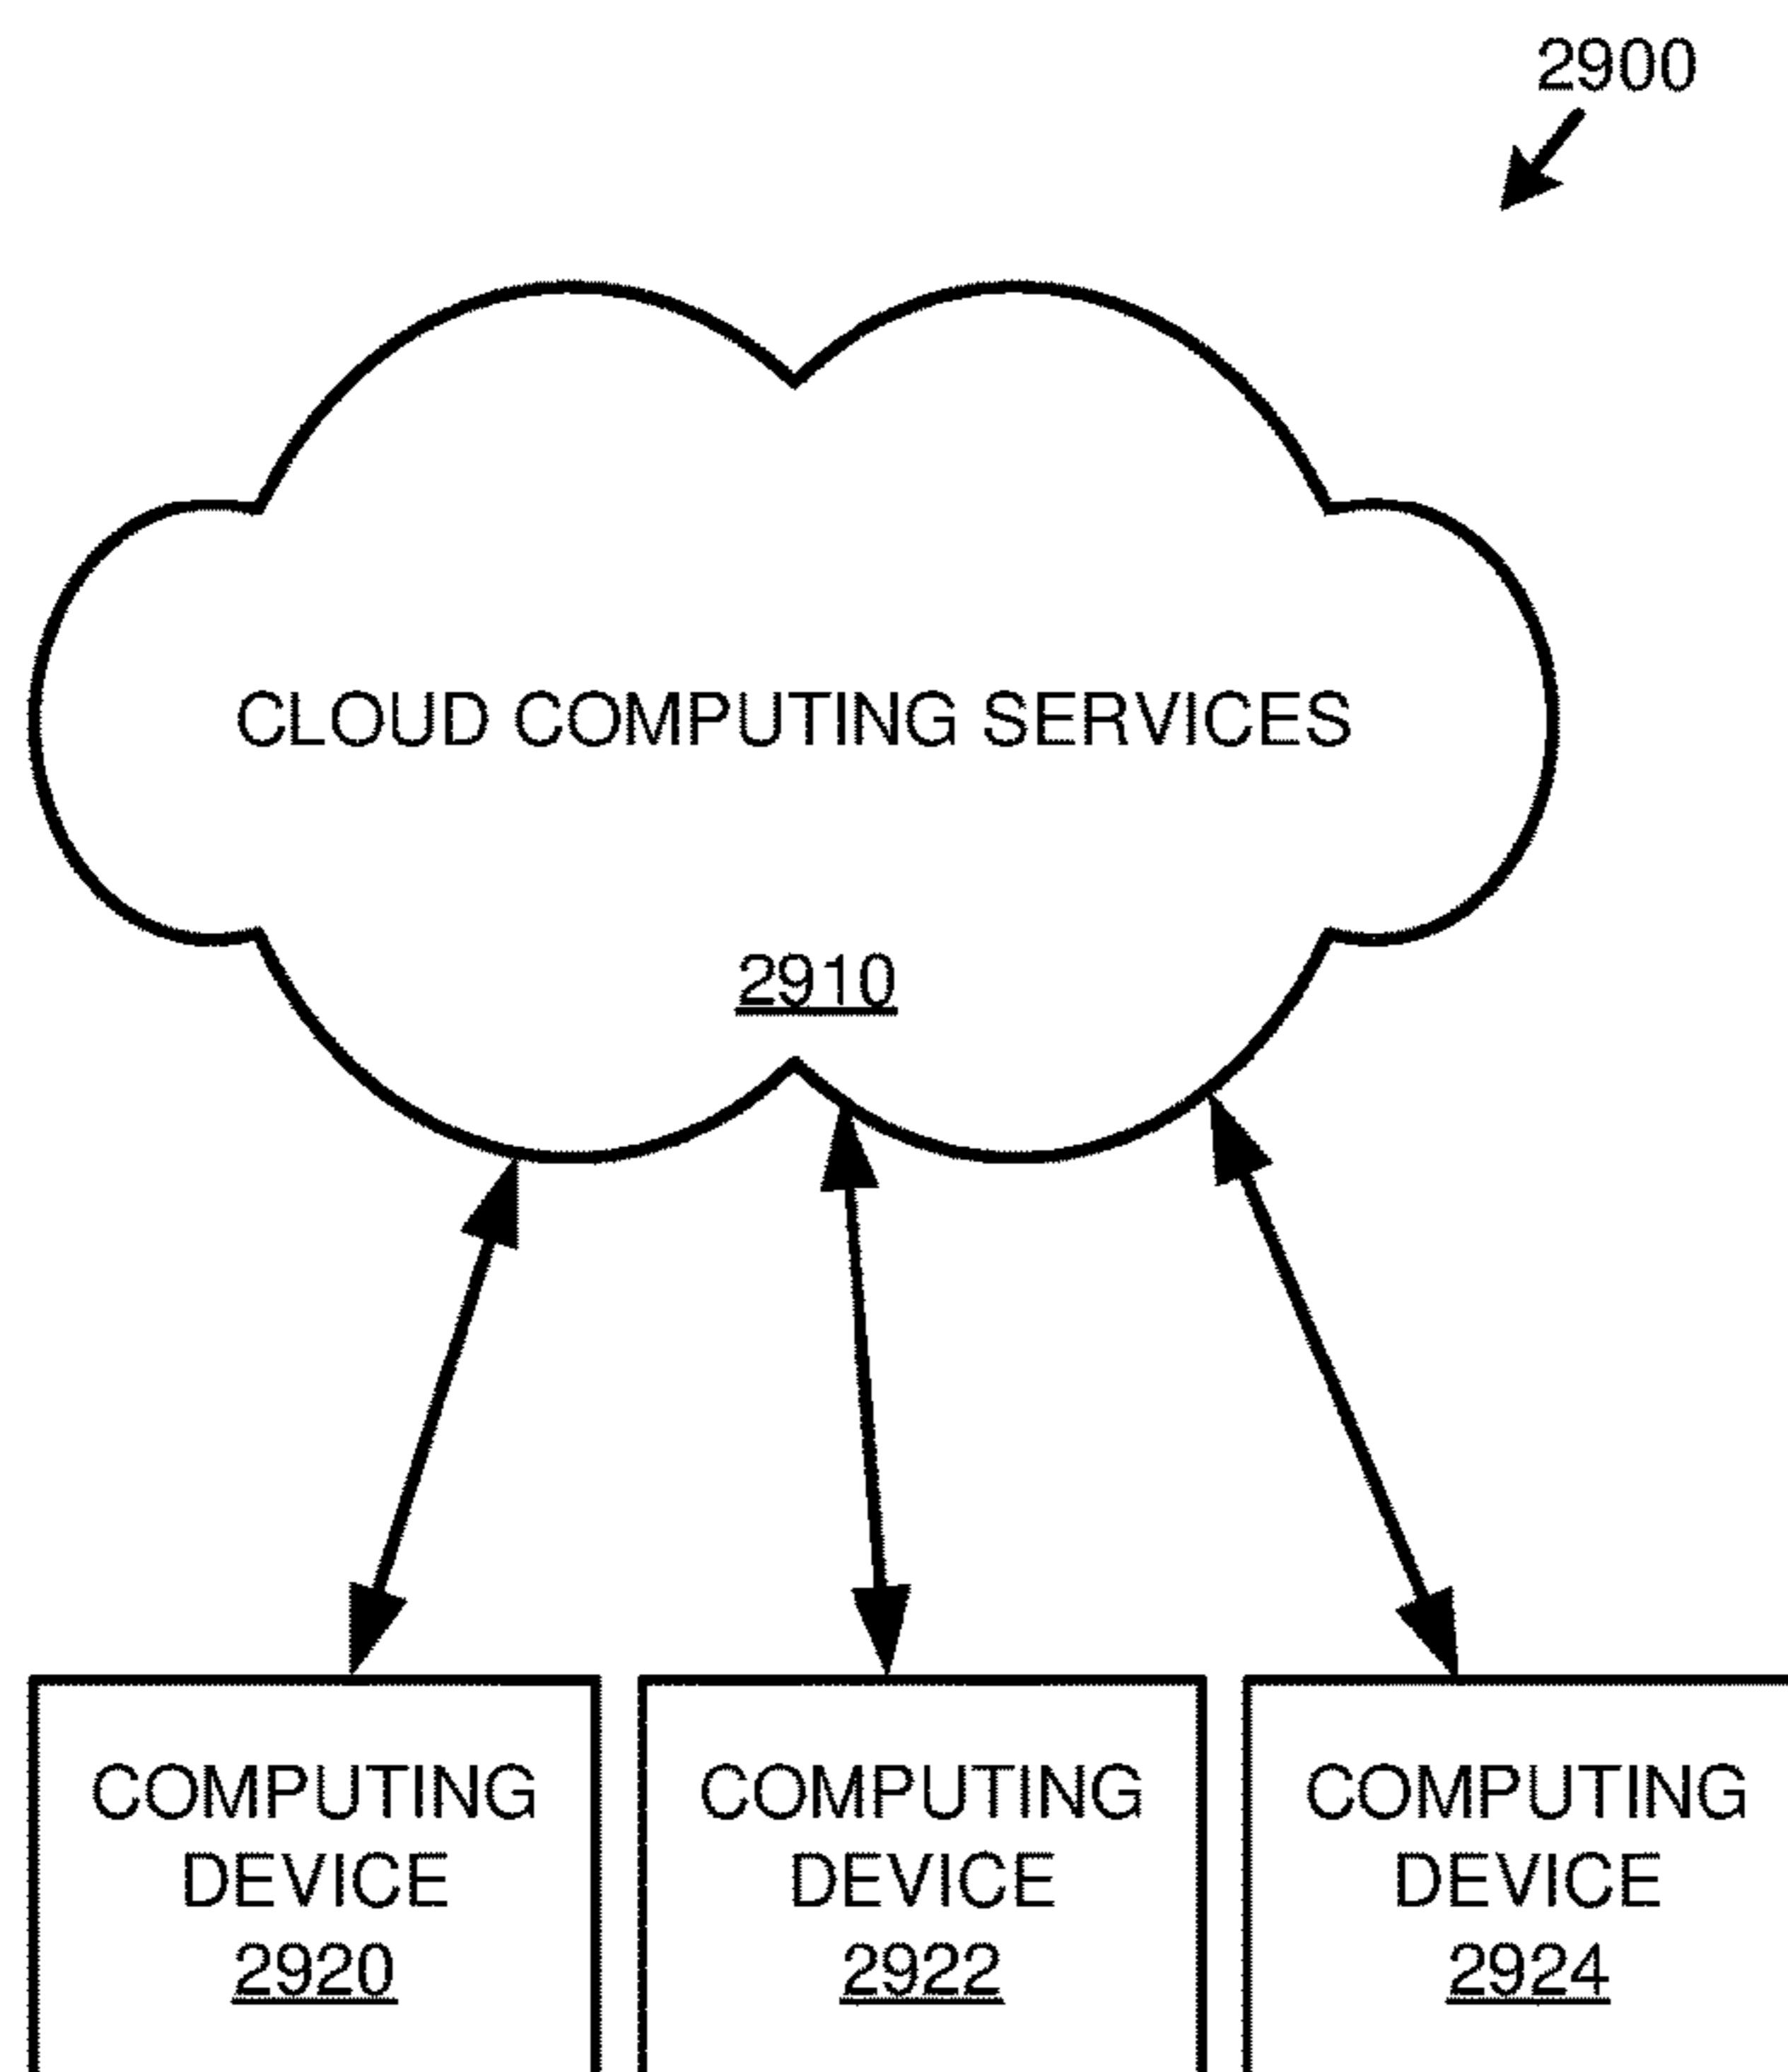 2900
CLOUD COMPUTING SERVICES
2910
COMPUTING
DEVICE
2920
COMPUTING
DEVICE
2922
COMPUTING
DEVICE
2924